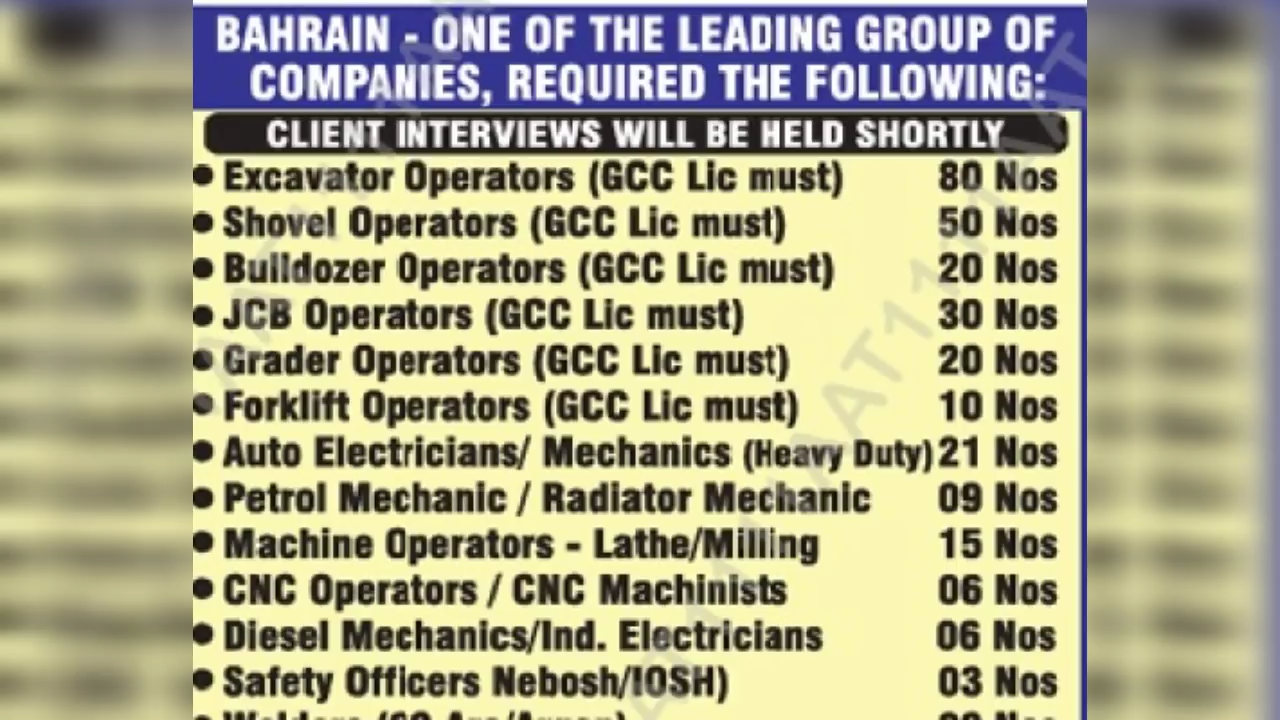 BAHRAIN - ONE OF THE LEADING GROUP OF
COMPANIES, REQUIRED THE FOLLOWING:
CLIENT INTERVIEWS WILL BE HELD SHORTLY
• Excavator Operators (GCC Lic must) 80 Nos
• Shovel Operators (GCC Lic must) 50 Nos
• Bulldozer Operators (GCC Lic must) 20 Nos
• JCB Operators (GCC Lic must) 30 Nos
• Grader Operators (GCC Lic must) 20 Nos
• Forklift Operators (GCC Lic must) 10 Nos
• Auto Electricians/ Mechanics (Heavy Duty) 21 Nos
• Petrol Mechanic / Radiator Mechanic 09 Nos
• Machine Operators - Lathe/Milling 15 Nos
• CNC Operators / CNC Machinists 06 Nos
• Diesel Mechanics/Ind. Electricians 06 Nos
• Safety Officers Nebosh/IOSH) 03 Nos